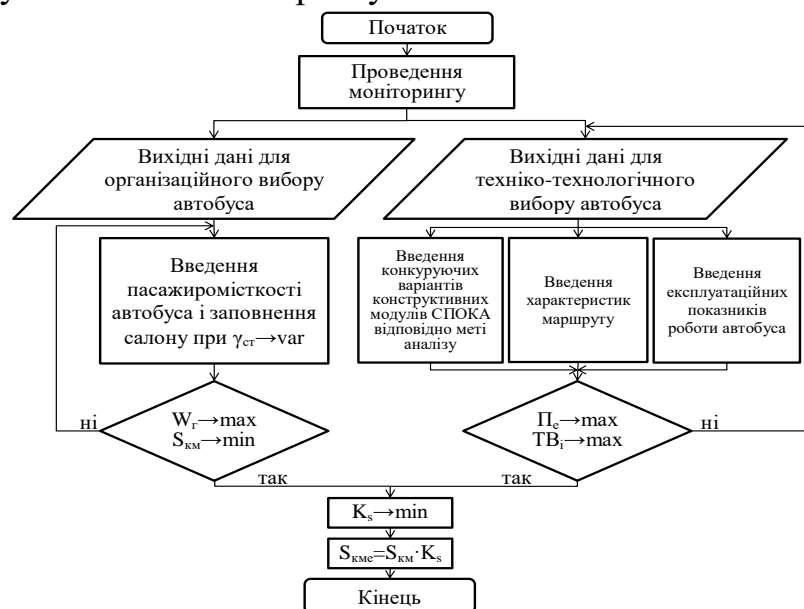 Початок
Проведення
моніторингу
Вихідні дані для
організаційного вибору
автобуса
Вихідні дані для
техніко-технологічного
вибору автобуса
Введення
пасажиромісткості
автобуса і заповнення
салону при γст→var
Введення
конкуруючих
варіантів
конструктивних
модулів СПОКА
відповідно меті
аналізу
Введення
характеристик
маршруту
Введення
експлуатаційних
показників
роботи автобуса
ні
Wг→max
Sкм→min
так
Пе→max
ТВі→max
ні
так
Ks→min
Sкме=Sкм·Ks
Кінець